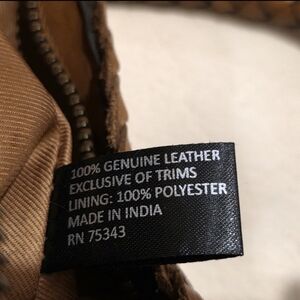 100% GENUINE LEATHER
EXCLUSIVE OF TRIMS
LINING: 100% POLYESTER
MADE IN INDIA
RN 75343